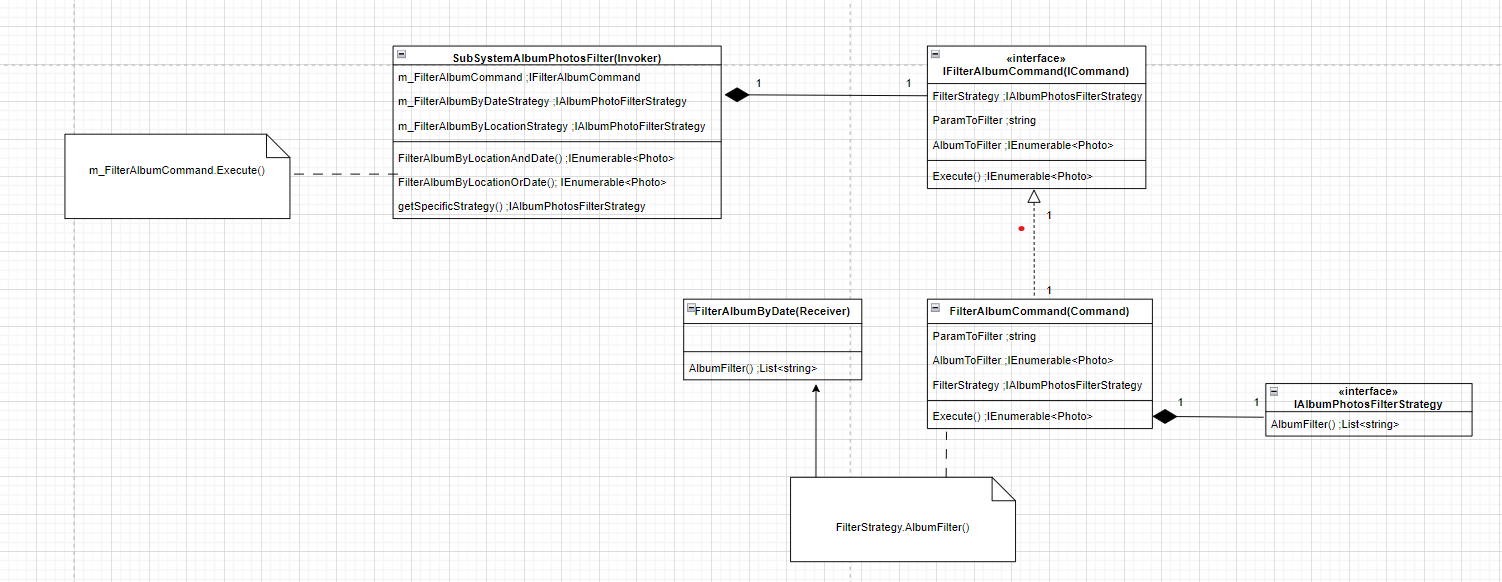 SubSystemAlbumPhotosFilter(Invoker)
m_FilterAlbumCommand ;IFilterAlbumCommand
m_FilterAlbumByDateStrategy ;IAlbumPhotoFilterStrategy
m_FilterAlbumByLocationStrategy ;IAlbumPhotoFilterStrategy
FilterAlbumByLocationAndDate() ;IEnumerable<Photo>
FilterAlbumByLocationOrDate(); IEnumerable<Photo>
getSpecificStrategy() ;IAlbumPhotosFilterStrategy
m_FilterAlbumCommand.Execute()
1
1
«interface»
IFilterAlbumCommand(ICommand)
FilterStrategy ;IAlbumPhotosFilterStrategy
ParamToFilter ;string
AlbumToFilter ;IEnumerable<Photo>
Execute() ;IEnumerable<Photo>
1
1
FilterAlbumByDate(Receiver)
AlbumFilter() ;List<string>
FilterAlbumCommand(Command)
ParamToFilter ;string
AlbumToFilter ;IEnumerable<Photo>
FilterStrategy ;IAlbumPhotosFilterStrategy
Execute() ;IEnumerable<Photo>
1
1
«interface»
IAlbumPhotosFilterStrategy
AlbumFilter() ;List<string>
FilterStrategy.AlbumFilter()